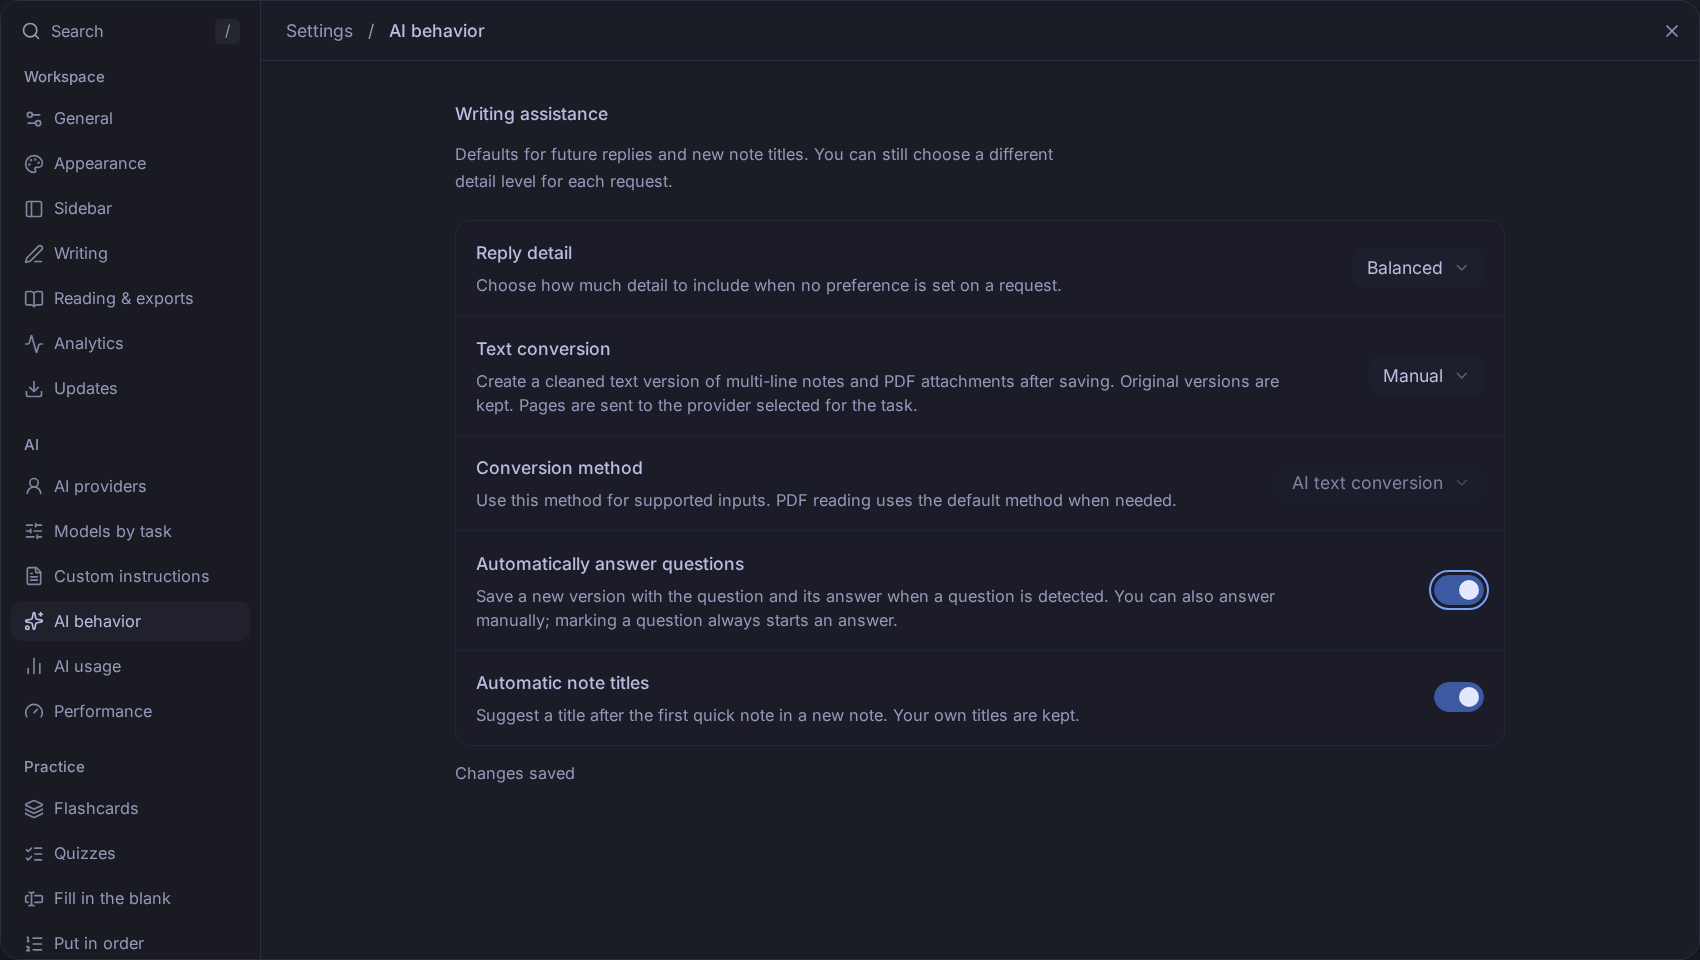 Search
/
Workspace
General
Appearance
Sidebar
Writing
Reading & exports
Analytics
Updates
AI
AI providers
Models by task
Custom instructions
AI behavior
AI usage
Performance
Practice
Flashcards
Quizzes
Fill in the blank
Put in order
Settings / AI behavior
Writing assistance
Defaults for future replies and new note titles. You can still choose a different
detail level for each request.
Reply detail
Choose how much detail to include when no preference is set on a request.
Balanced
Text conversion
Create a cleaned text version of multi-line notes and PDF attachments after saving. Original versions are
kept. Pages are sent to the provider selected for the task.
Manual
Conversion method
Use this method for supported inputs. PDF reading uses the default method when needed.
AI text conversion
Automatically answer questions
Save a new version with the question and its answer when a question is detected. You can also answer
manually; marking a question always starts an answer.
Automatic note titles
Suggest a title after the first quick note in a new note. Your own titles are kept.
Changes saved